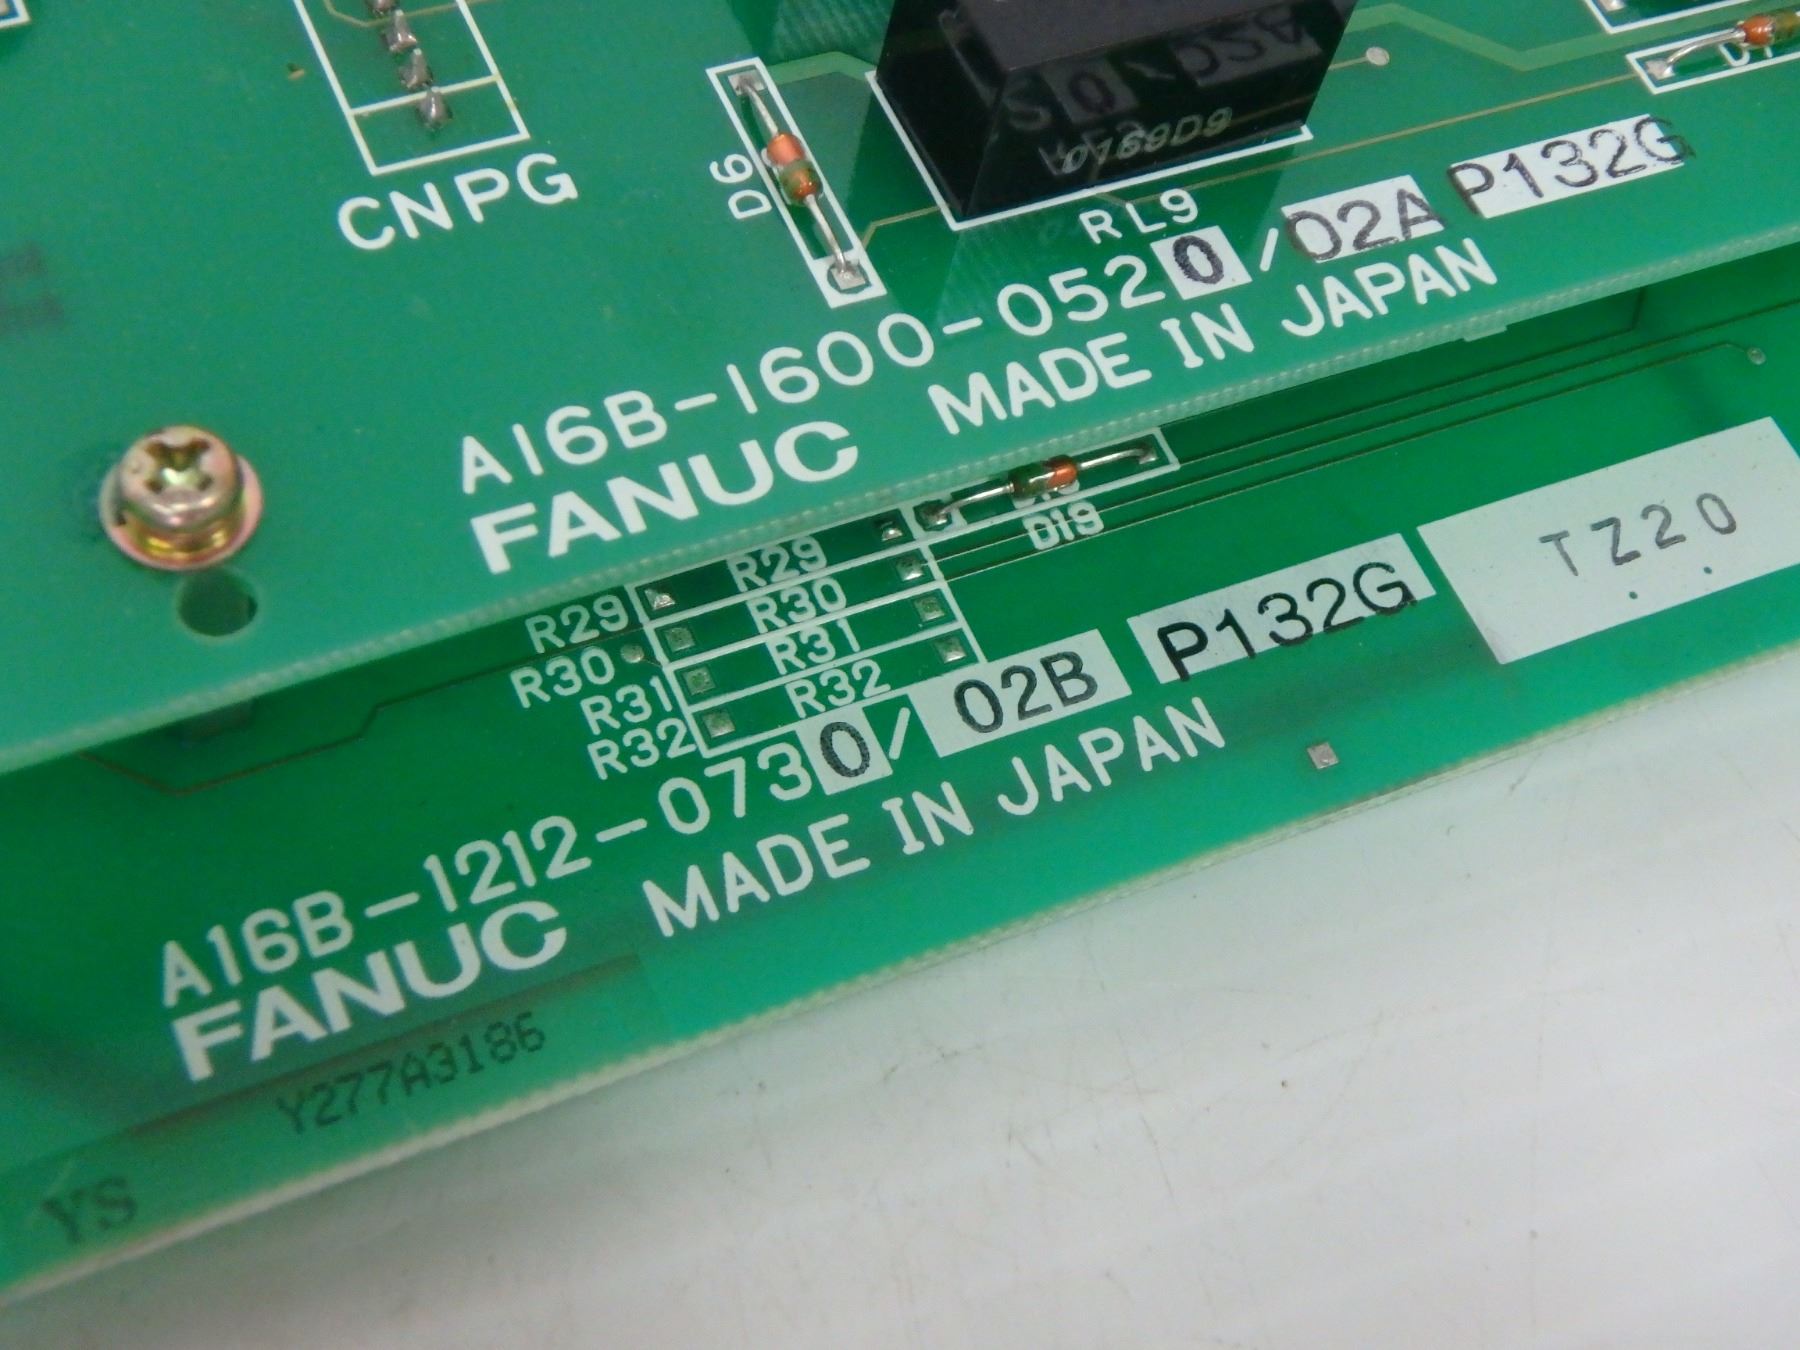 CNPG
D6
0169D9
RL9
A16B-1600-0520/02A P132G
FANUC MADE IN JAPAN
D19
R29 R29
R30 R30
R31 R31
R32 R32
A16B-1212-0730/02B P132G TZ20
FANUC MADE IN JAPAN
Y277A3186
YS